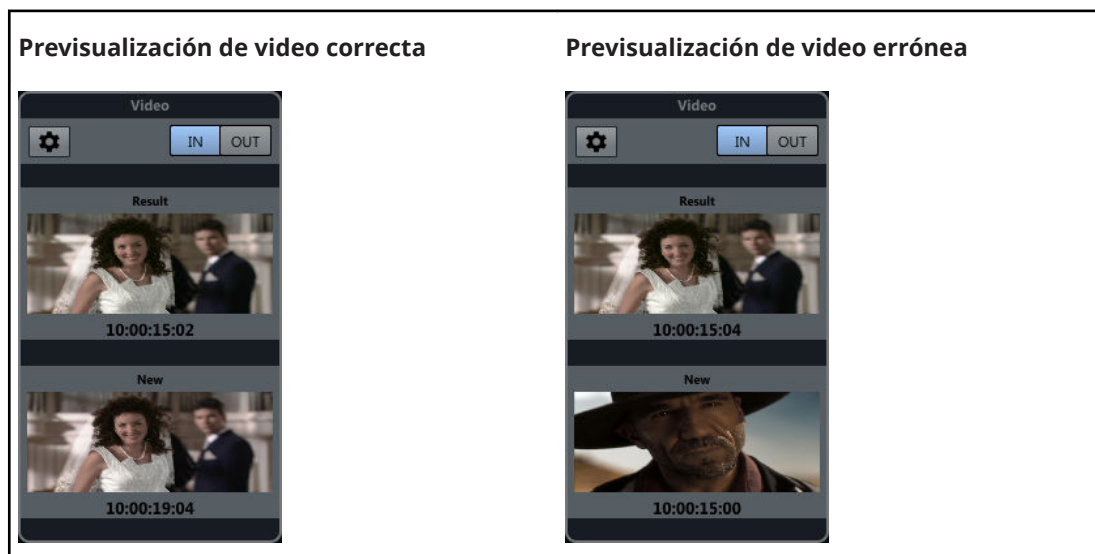 Previsualización de video correcta
Video
IN OUT
Result
10:00:15:02
New
10:00:19:04
Previsualización de video errónea
Video
IN OUT
Result
10:00:15:04
New
10:00:15:00